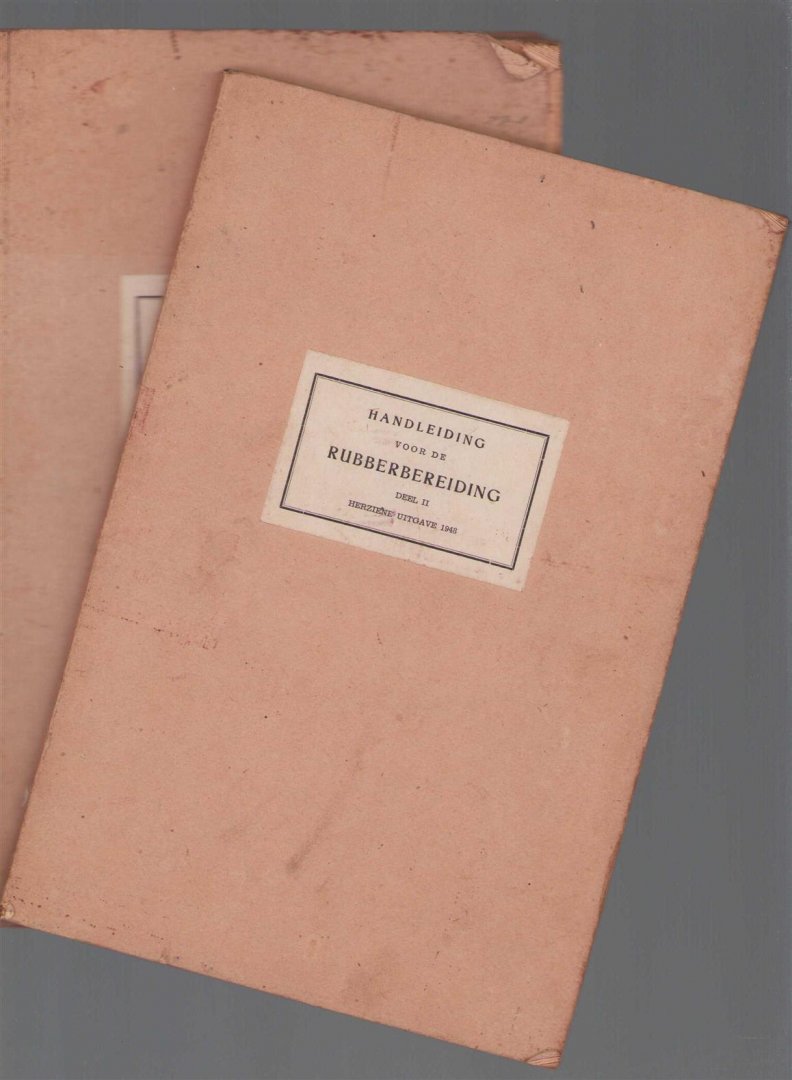 HANDLEIDING
VOOR DE
RUBBERBEREIDING
DEEL II
HERZIENE UITGAVE 1948